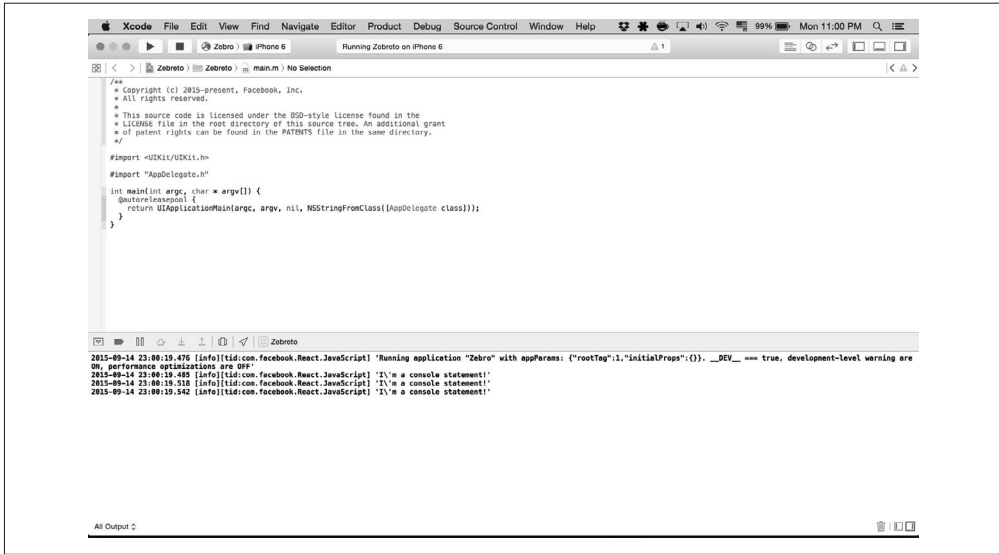 Xcode File Edit View Find Navigate Editor Product Debug Source Control Window Help 99% Mon 11:00 PM
Zebro › iPhone 6 Running Zebreto on iPhone 6 1
Zebreto › Zebreto › main.m › No Selection
/**
 * Copyright (c) 2015-present, Facebook, Inc.
 * All rights reserved.
 *
 * This source code is licensed under the BSD-style license found in the
 * LICENSE file in the root directory of this source tree. An additional grant
 * of patent rights can be found in the PATENTS file in the same directory.
 */
#import <UIKit/UIKit.h>
#import "AppDelegate.h"
int main(int argc, char * argv[]) {
  @autoreleasepool {
    return UIApplicationMain(argc, argv, nil, NSStringFromClass([AppDelegate class]));
  }
}
Zebreto
2015-09-14 23:00:19.476 [info][tid:com.facebook.React.JavaScript] 'Running application "Zebro" with appParams: {"rootTag":1,"initialProps":{}}. __DEV__ === true, development-level warning are
ON, performance optimizations are OFF'
2015-09-14 23:00:19.485 [info][tid:com.facebook.React.JavaScript] 'I\'m a console statement!'
2015-09-14 23:00:19.518 [info][tid:com.facebook.React.JavaScript] 'I\'m a console statement!'
2015-09-14 23:00:19.542 [info][tid:com.facebook.React.JavaScript] 'I\'m a console statement!'
All Output